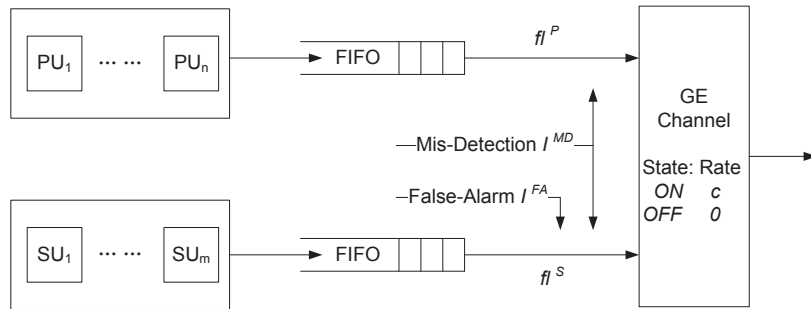 PU1 ... ... PUn
FIFO
fl P
Mis-Detection I MD
False-Alarm I FA
GE
Channel
State: Rate
ON c
OFF 0
SU1 ... ... SUm
FIFO
fl S